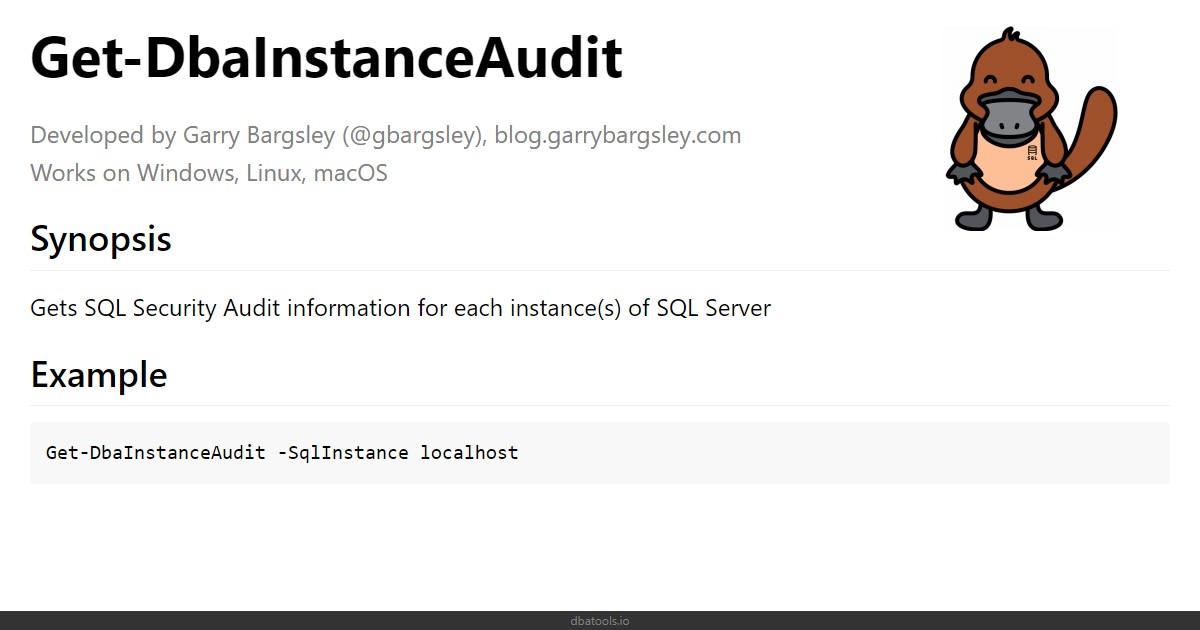 Get-DbaInstanceAudit
Developed by Garry Bargsley (@gbargsley), blog.garrybargsley.com
Works on Windows, Linux, macOS
SQL
Synopsis
Gets SQL Security Audit information for each instance(s) of SQL Server
Example
Get-DbaInstanceAudit -SqlInstance localhost
dbatools.io